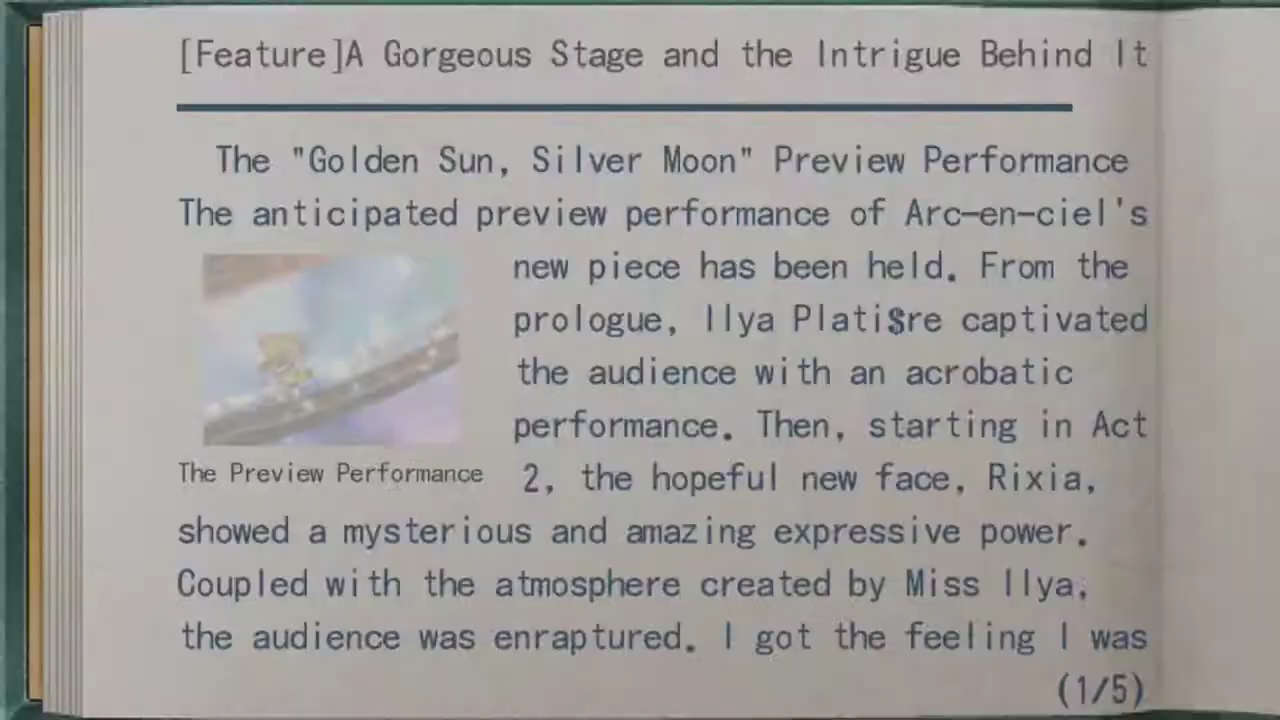 [Feature]A Gorgeous Stage and the Intrigue Behind It
The "Golden Sun, Silver Moon" Preview Performance
The anticipated preview performance of Arc-en-ciel's
new piece has been held. From the
prologue, Ilya PlatiSre captivated
the audience with an acrobatic
performance. Then, starting in Act
The Preview Performance
2, the hopeful new face, Rixia,
showed a mysterious and amazing expressive power.
Coupled with the atmosphere created by Miss Ilya,
the audience was enraptured. I got the feeling I was
(1/5)